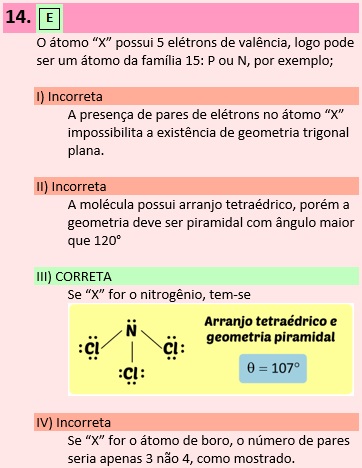 14. E
O átomo “X” possui 5 elétrons de valência, logo pode
ser um átomo da família 15: P ou N, por exemplo;
I) Incorreta
A presença de pares de elétrons no átomo “X”
impossibilita a existência de geometria trigonal
plana.
II) Incorreta
A molécula possui arranjo tetraédrico, porém a
geometria deve ser piramidal com ângulo maior
que 120°
III) CORRETA
Se “X” for o nitrogênio, tem-se
Arranjo tetraédrico e
geometria piramidal
N
Cl Cl
Cl
θ = 107°
IV) Incorreta
Se “X” for o átomo de boro, o número de pares
seria apenas 3 não 4, como mostrado.